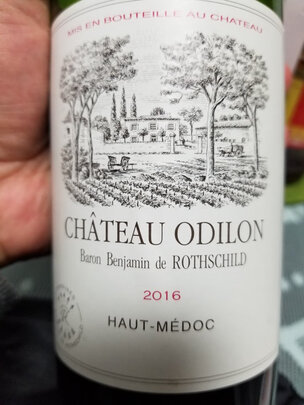 MIS EN BOUTEILLE AU CHATEAU
CHÂTEAU ODILON
Baron Benjamin de ROTHSCHILD
2016
HAUT-MÉDOC